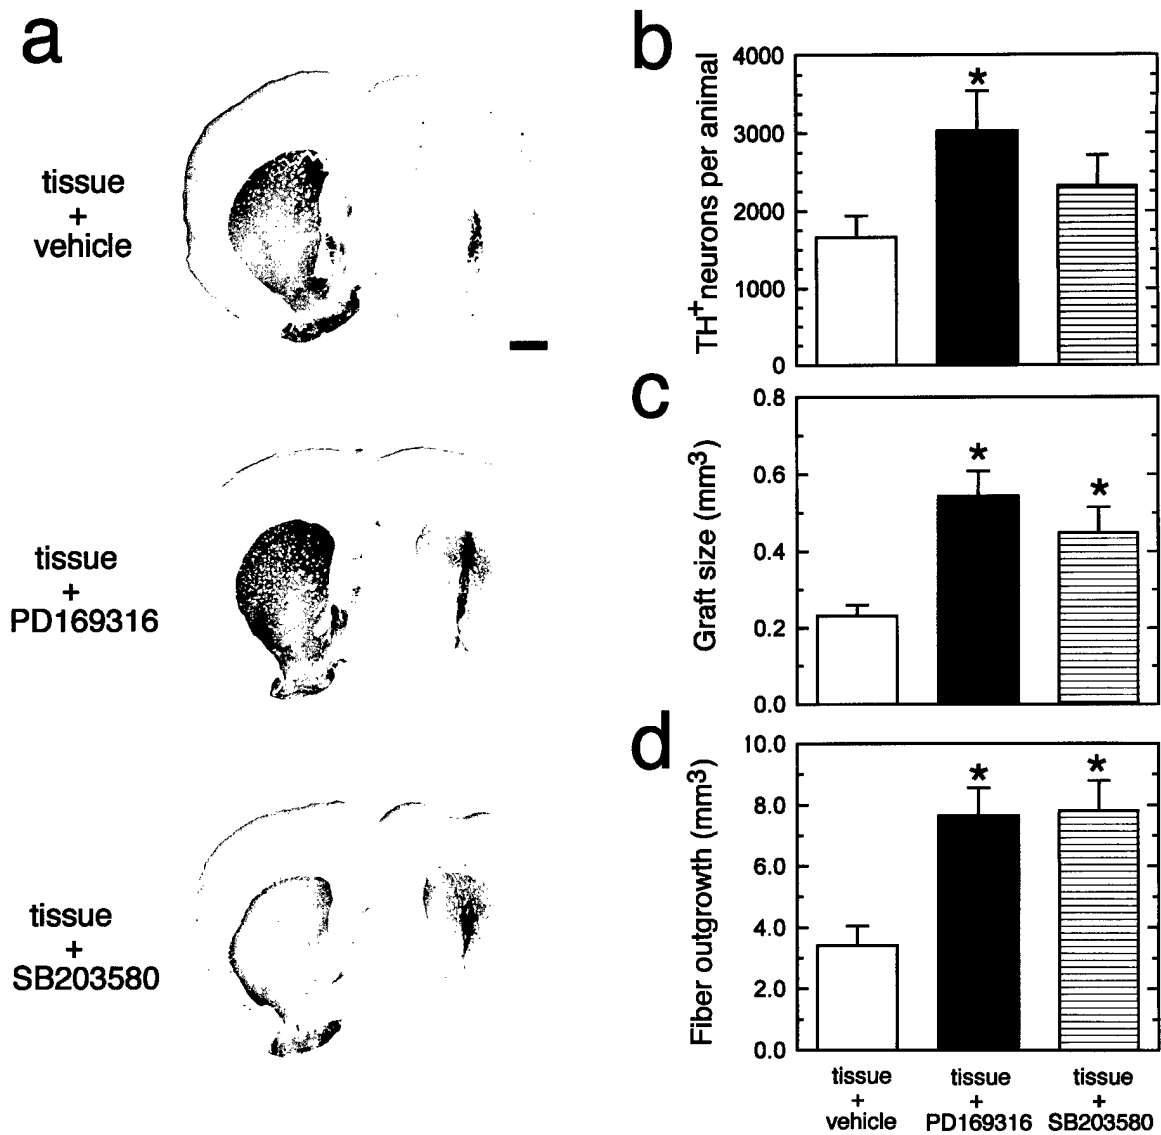 a
tissue
+
vehicle
tissue
+
PD169316
tissue
+
SB203580
b
TH+neurons per animal
4000
3000
2000
1000
0
*
c
Graft size (mm3)
0.8
0.6
0.4
0.2
0.0
*
*
d
Fiber outgrowth (mm3)
10.0
8.0
6.0
4.0
2.0
0.0
*
*
tissue
+
vehicle
tissue
+
PD169316
tissue
+
SB203580